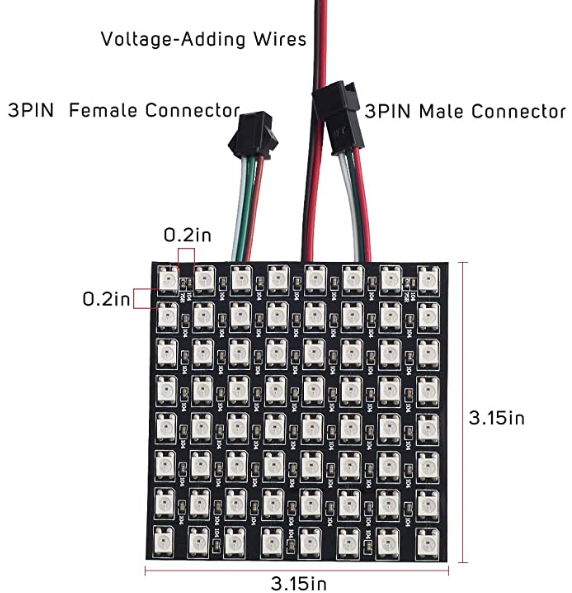 Voltage-Adding Wires
3PIN Female Connector
3PIN Male Connector
0.2in
0.2in
3.15in
3.15in